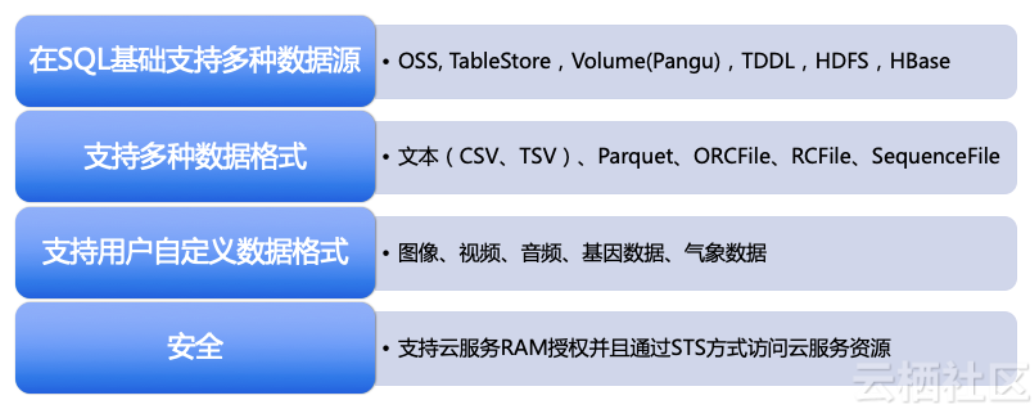 在SQL基础支持多种数据源
• OSS, TableStore，Volume(Pangu)，TDDL，HDFS，HBase
支持多种数据格式
• 文本（CSV、TSV）、Parquet、ORCFile、RCFile、SequenceFile
支持用户自定义数据格式
• 图像、视频、音频、基因数据、气象数据
安全
• 支持云服务RAM授权并且通过STS方式访问云服务资源
云栖社区